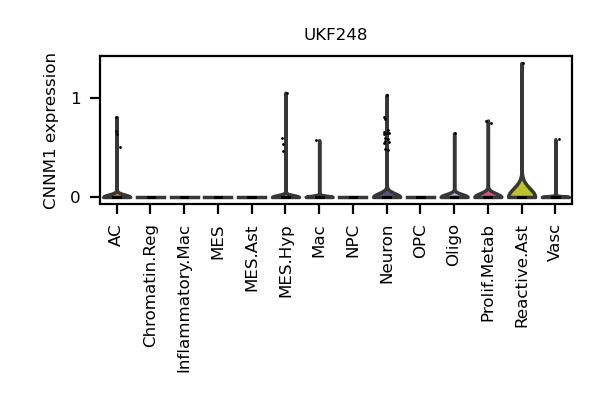 UKF248
CNNM1 expression
1
0
AC
Chromatin.Reg
Inflammatory.Mac
MES
MES.Ast
MES.Hyp
Mac
NPC
Neuron
OPC
Oligo
Prolif.Metab
Reactive.Ast
Vasc